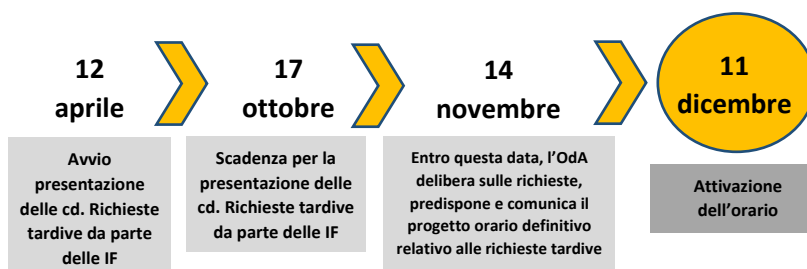 12
aprile
17
ottobre
14
novembre
11
dicembre
Avvio
presentazione
delle cd. Richieste
tardive da parte
delle IF
Scadenza per la
presentazione delle
cd. Richieste tardive
da parte delle IF
Entro questa data, l'OdA
delibera sulle richieste,
predispone e comunica il
progetto orario definitivo
relativo alle richieste tardive
Attivazione
dell'orario